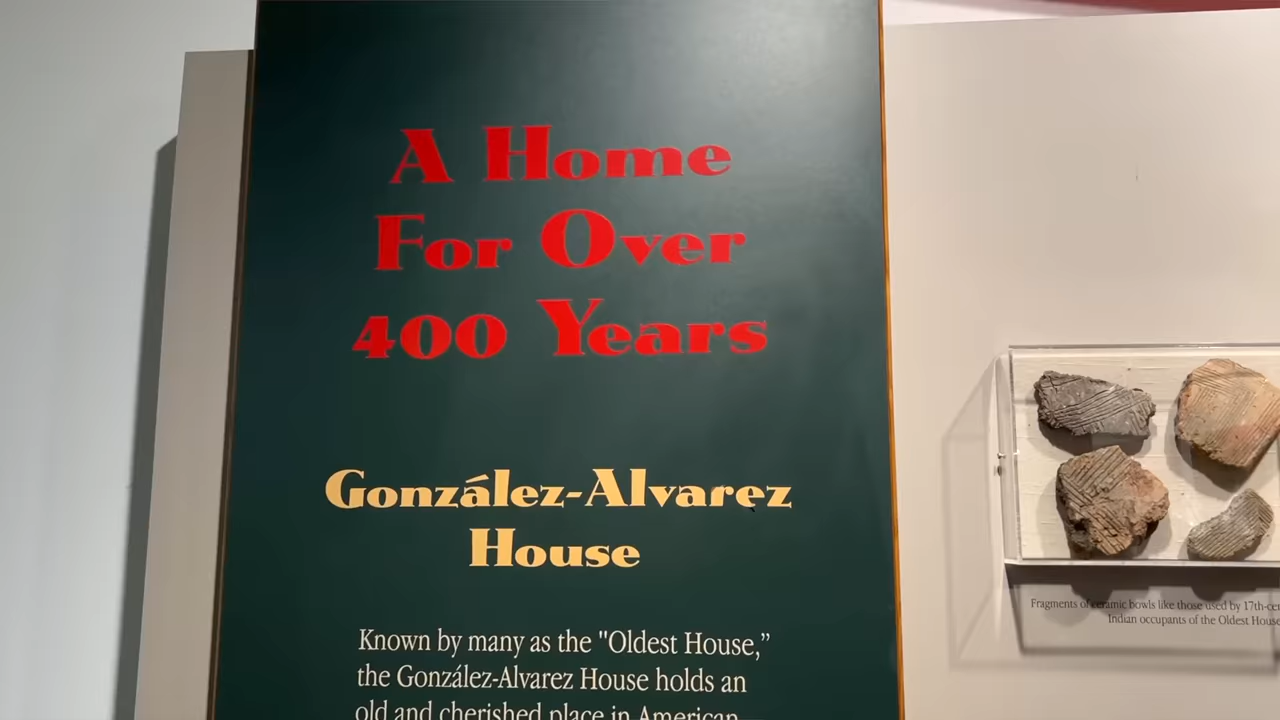 A Home
For Over
400 Years
González-Alvarez
House
Known by many as the "Oldest House,”
the González-Alvarez House holds an
old and cherished place in American
Fragments of ceramic bowls like those used by 17th-ce
Indian occupants of the Oldest House